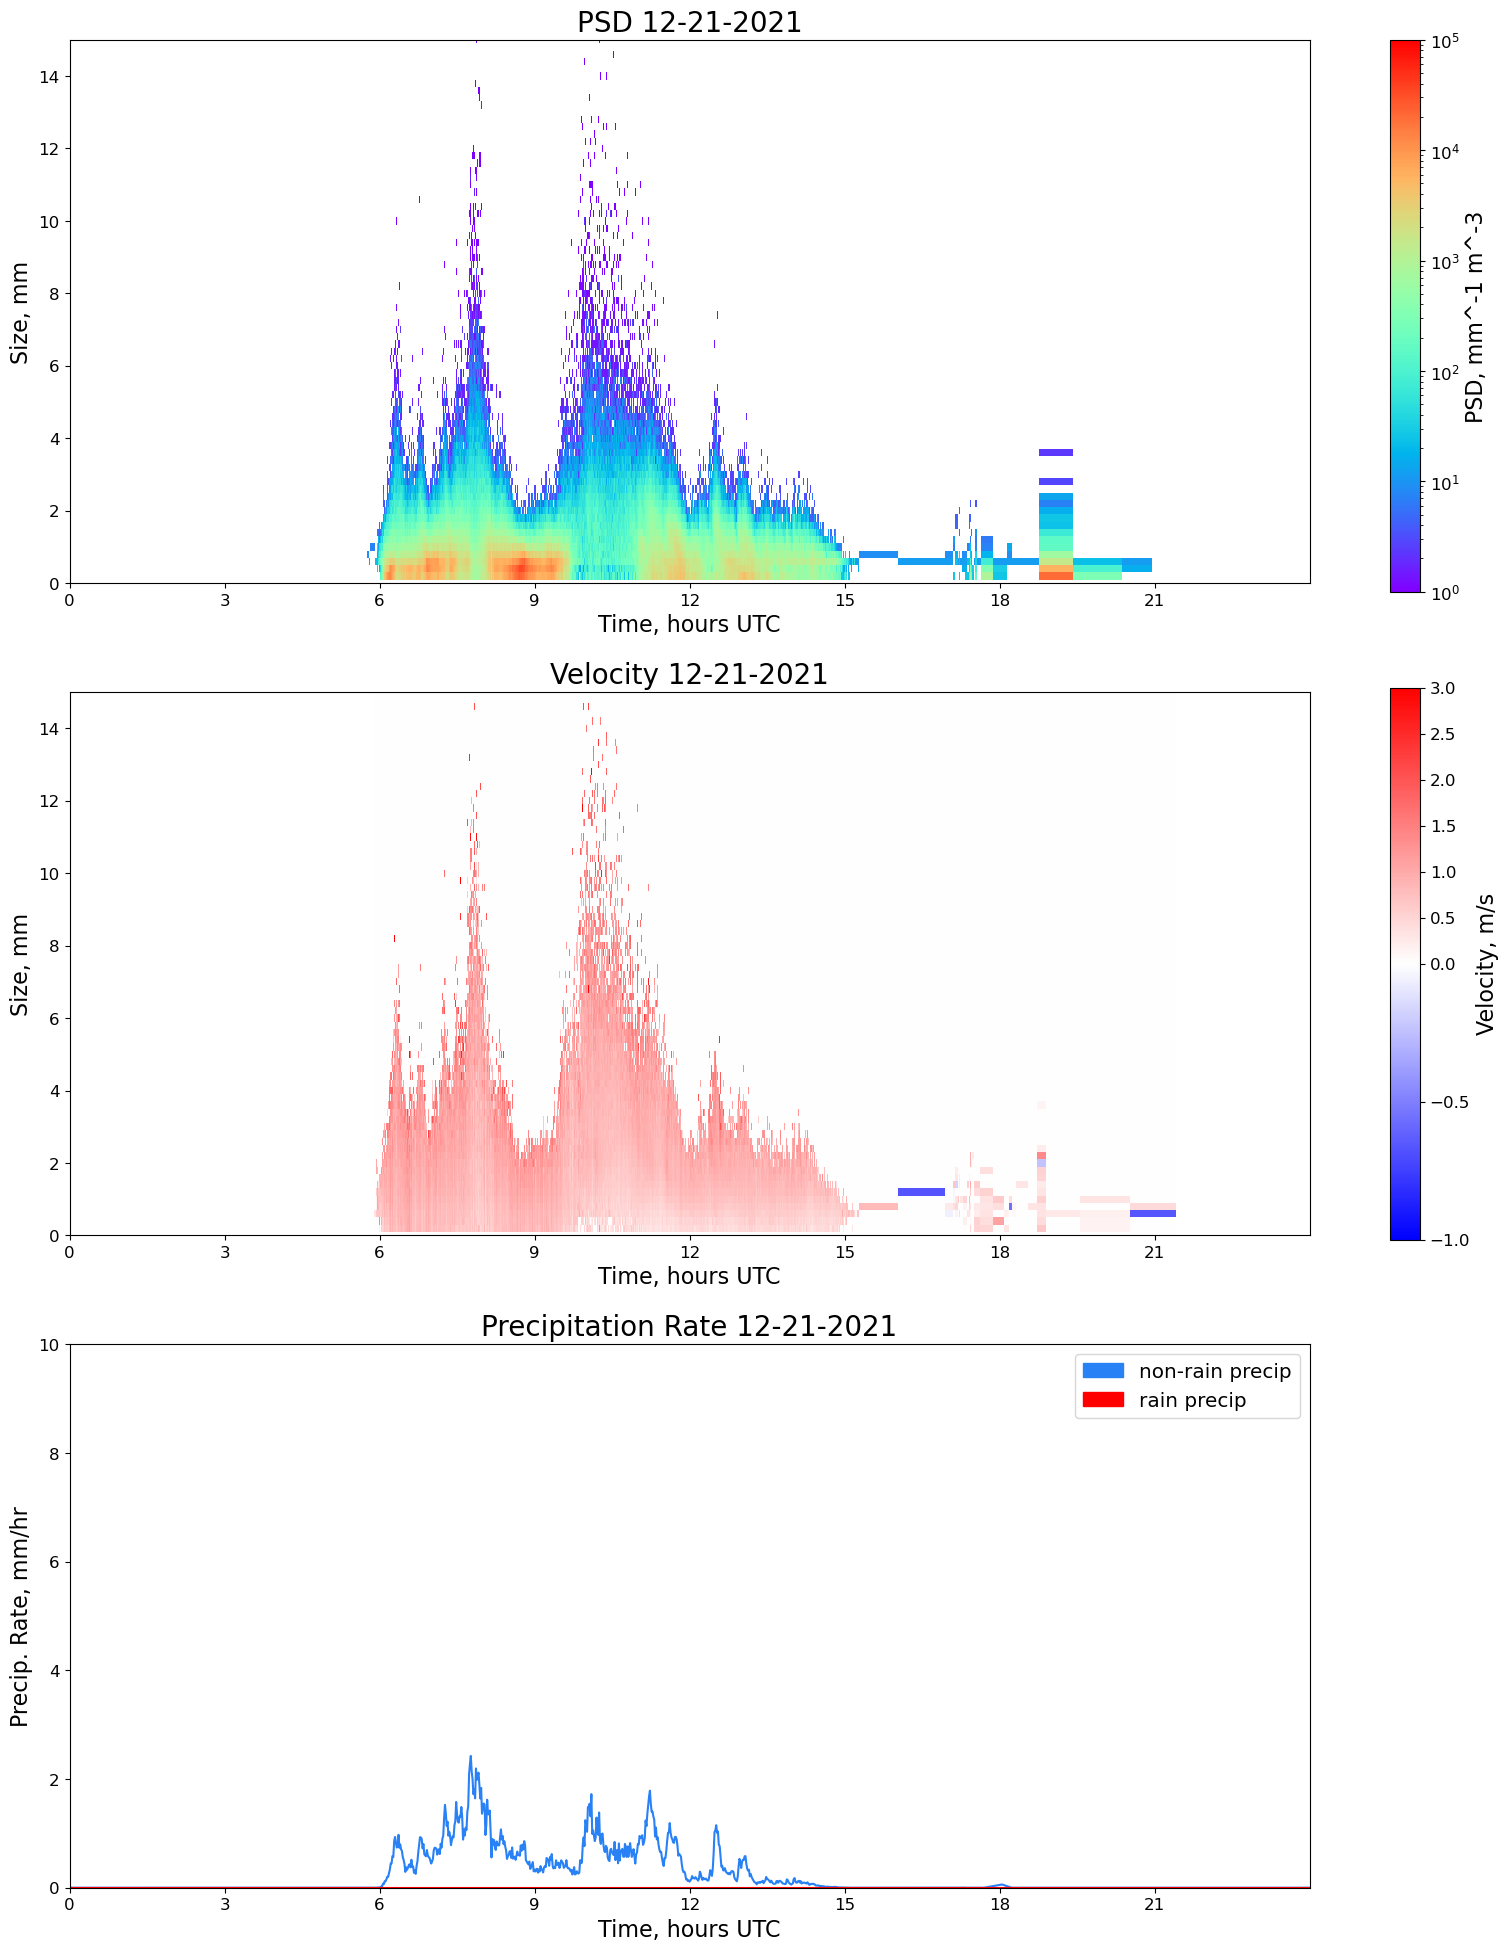 PSD 12-21-2021
14
12
10
8
6
4
2
0
Size, mm
0 3 6 9 12 15 18 21
Time, hours UTC
10^5
10^4
10^3
10^2
10^1
10^0
PSD, mm^-1 m^-3
Velocity 12-21-2021
14
12
10
8
6
4
2
0
Size, mm
0 3 6 9 12 15 18 21
Time, hours UTC
3.0
2.5
2.0
1.5
1.0
0.5
0.0
−0.5
−1.0
Velocity, m/s
Precipitation Rate 12-21-2021
10
8
6
4
2
0
Precip. Rate, mm/hr
non-rain precip
rain precip
0 3 6 9 12 15 18 21
Time, hours UTC